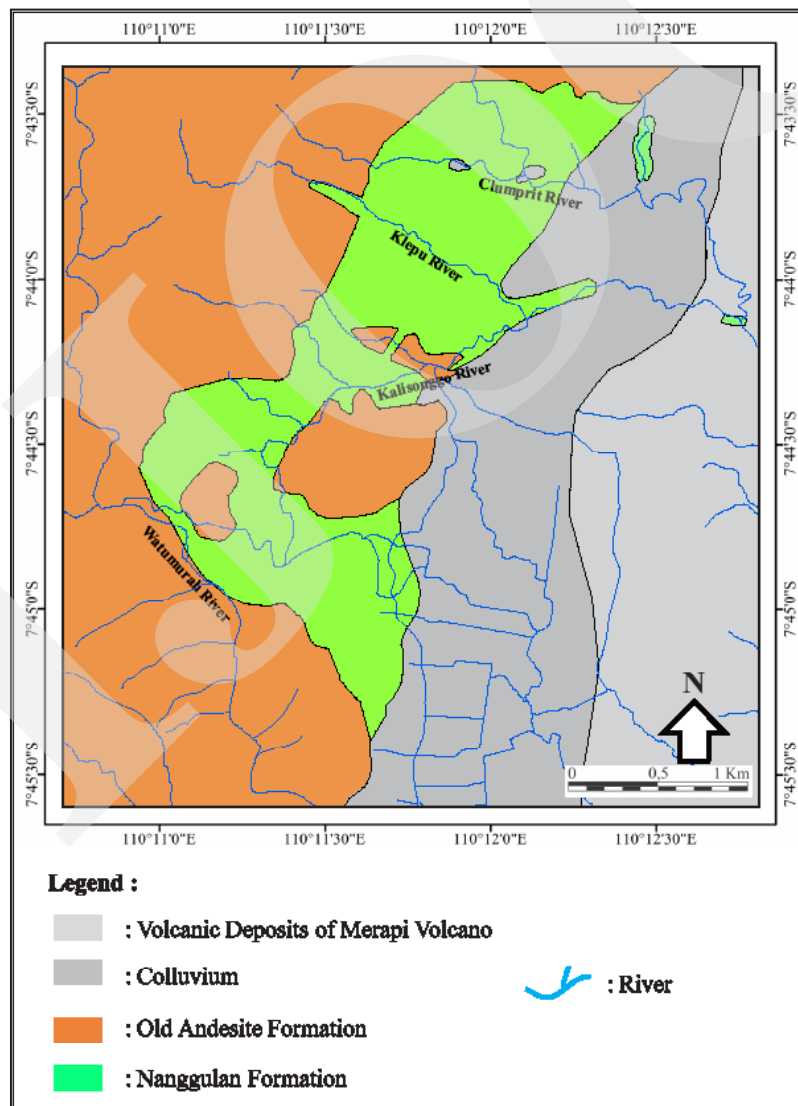 110°11'0"E 110°11'30"E 110°12'0"E 110°12'30"E
7°43'30"S
7°44'0"S
7°44'30"S
7°45'0"S
7°45'30"S
7°43'30"S
7°44'0"S
7°44'30"S
7°45'0"S
7°45'30"S
Clumprit River
Klepu River
Kalisonggo River
Watumurah River
N
0 0,5 1 Km
110°11'0"E 110°11'30"E 110°12'0"E 110°12'30"E
Legend :
: Volcanic Deposits of Merapi Volcano
: Colluvium
: River
: Old Andesite Formation
: Nanggulan Formation